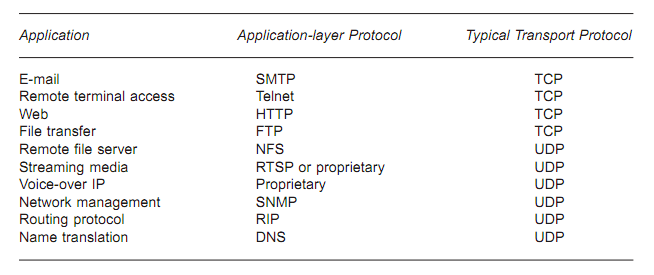 Application Application-layer Protocol Typical Transport Protocol
E-mail SMTP TCP
Remote terminal access Telnet TCP
Web HTTP TCP
File transfer FTP TCP
Remote file server NFS UDP
Streaming media RTSP or proprietary UDP
Voice-over IP Proprietary UDP
Network management SNMP UDP
Routing protocol RIP UDP
Name translation DNS UDP